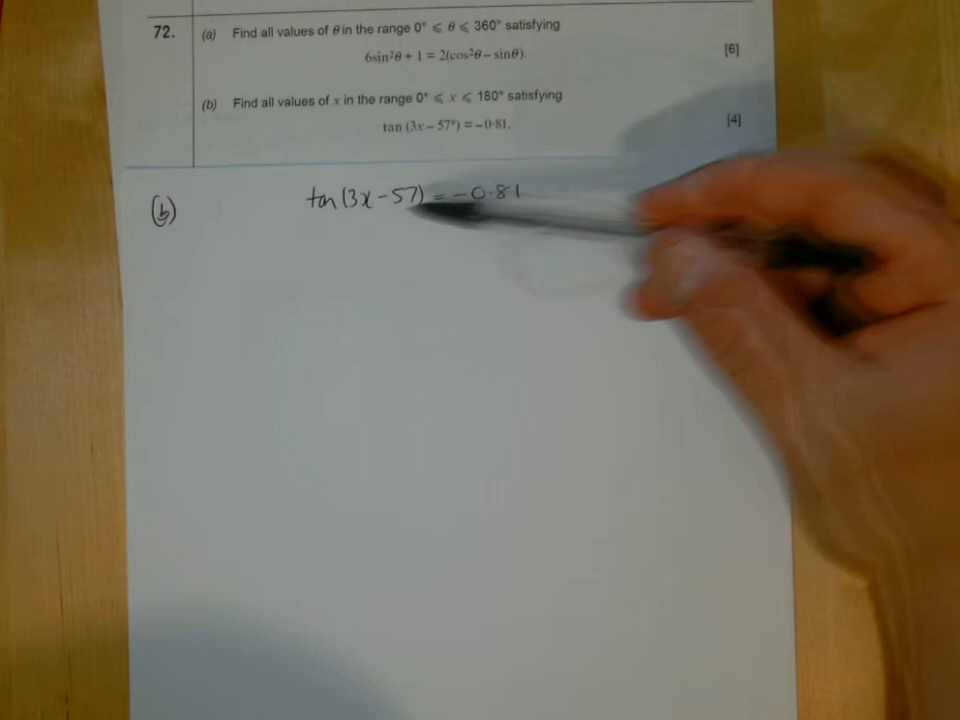 72. (a) Find all values of θ in the range 0° ⩽ θ ⩽ 360° satisfying
6sin²θ + 1 = 2(cos²θ – sinθ).
[6]
(b) Find all values of x in the range 0° ⩽ x ⩽ 180° satisfying
tan (3x – 57°) = –0·81.
[4]
(b) tan(3x-57) = -0.81